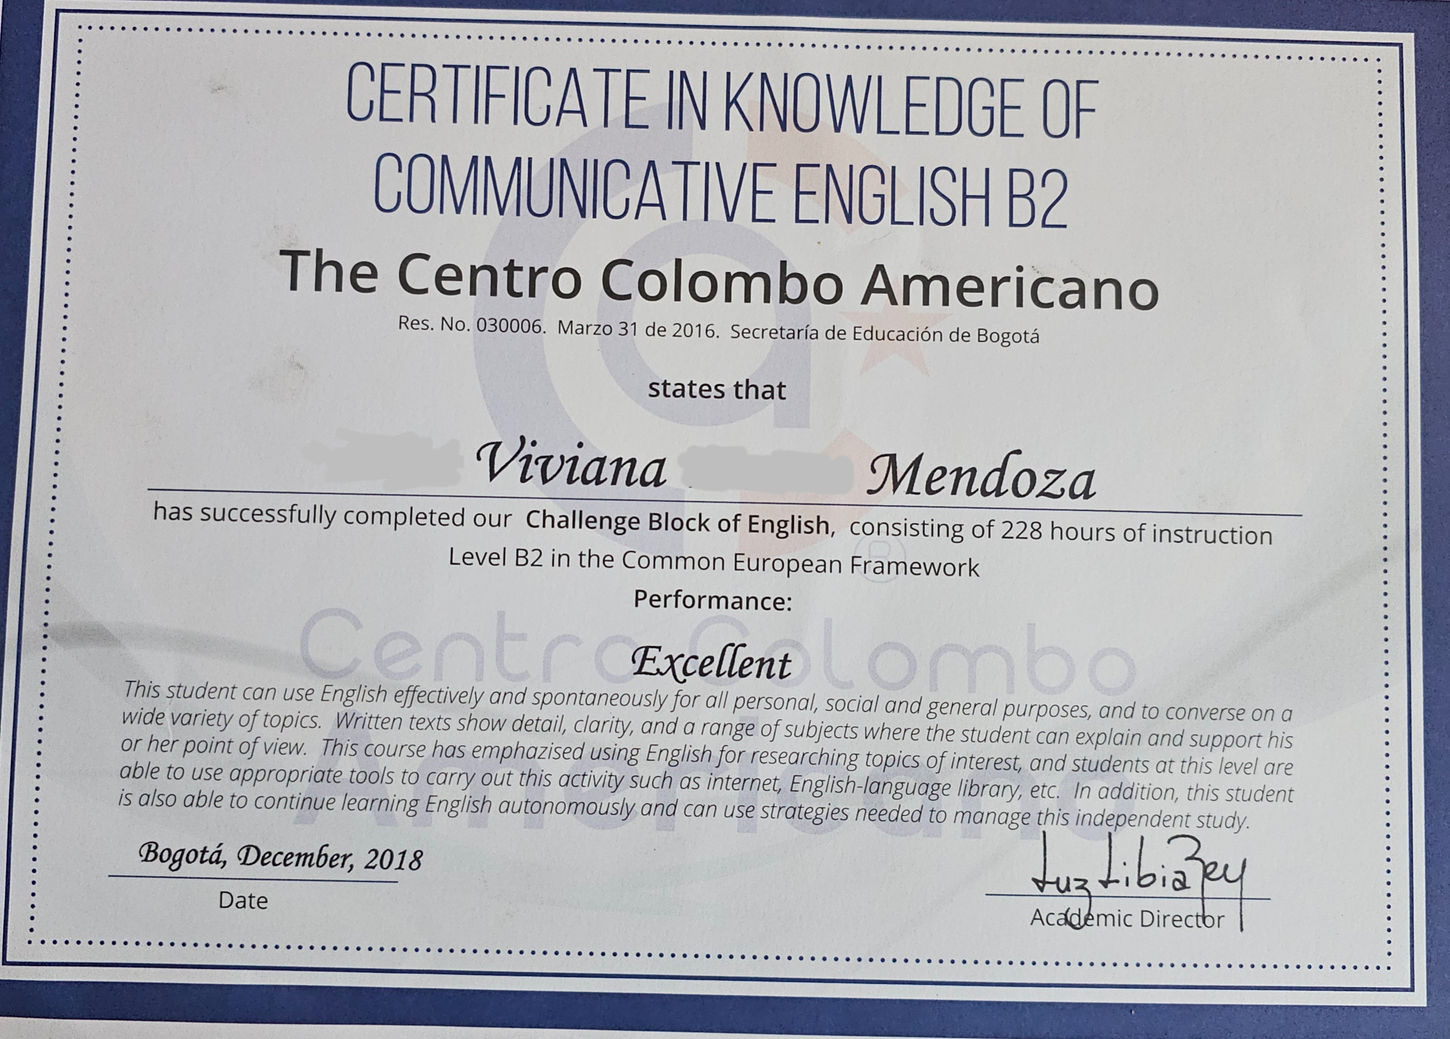 CERTIFICATE IN KNOWLEDGE OF
COMMUNICATIVE ENGLISH B2
The Centro Colombo Americano
Res. No. 030006. Marzo 31 de 2016. Secretaría de Educación de Bogotá
states that
Viviana Mendoza
has successfully completed our Challenge Block of English, consisting of 228 hours of instruction
Level B2 in the Common European Framework
Performance:
Excellent
This student can use English effectively and spontaneously for all personal, social and general purposes, and to converse on a
wide variety of topics. Written texts show detail, clarity, and a range of subjects where the student can explain and support his
or her point of view. This course has emphazised using English for researching topics of interest, and students at this level are
able to use appropriate tools to carry out this activity such as internet, English-language library, etc. In addition, this student
is also able to continue learning English autonomously and can use strategies needed to manage this independent study.
Bogotá, December, 2018
Date
Luz Libia Rey
Academic Director
Centro Colombo
Americano
®